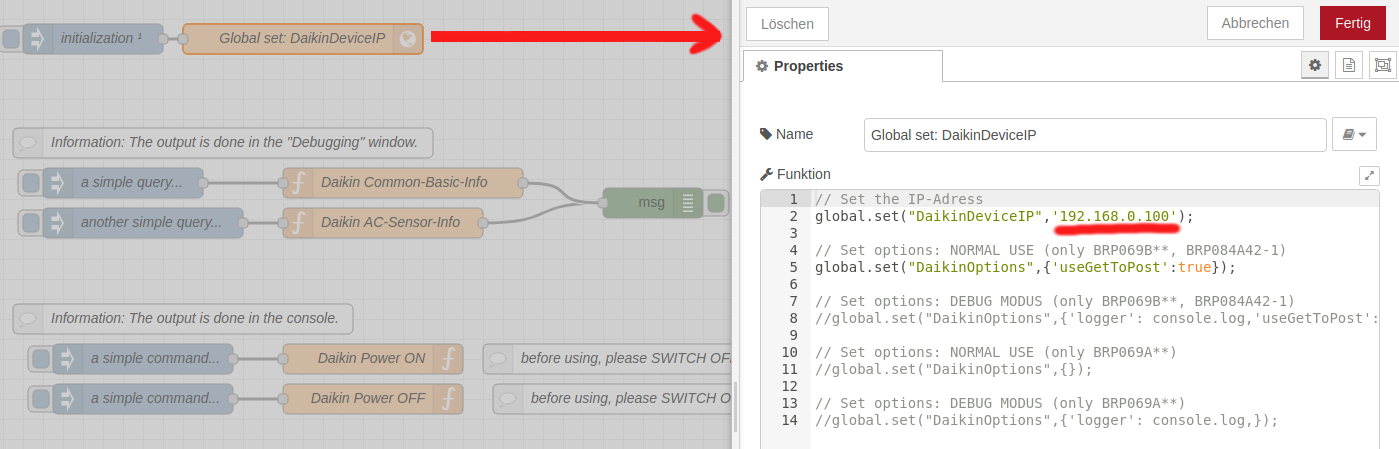 initialization ¹
Global set: DaikinDeviceIP
Information: The output is done in the "Debugging" window.
a simple query...
Daikin Common-Basic-Info
another simple query...
Daikin AC-Sensor-Info
msg
Information: The output is done in the console.
a simple command...
Daikin Power ON
before using, please SWITCH OF
a simple command...
Daikin Power OFF
before using, please SWITCH O
Löschen
Abbrechen
Fertig
Properties
Name
Global set: DaikinDeviceIP
Funktion
1 // Set the IP-Adress
2 global.set("DaikinDeviceIP",'192.168.0.100');
3
4 // Set options: NORMAL USE (only BRP069B**, BRP084A42-1)
5 global.set("DaikinOptions",{'useGetToPost':true});
6
7 // Set options: DEBUG MODUS (only BRP069B**, BRP084A42-1)
8 //global.set("DaikinOptions",{'logger': console.log,'useGetToPost':
9
10 // Set options: NORMAL USE (only BRP069A**)
11 //global.set("DaikinOptions",{});
12
13 // Set options: DEBUG MODUS (only BRP069A**)
14 //global.set("DaikinOptions",{'logger': console.log,});